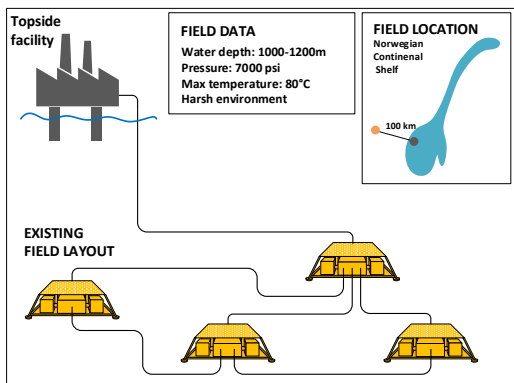 Topside
facility
FIELD DATA
Water depth: 1000-1200m
Pressure: 7000 psi
Max temperature: 80°C
Harsh environment
FIELD LOCATION
Norwegian
Continenal
Shelf
100 km
EXISTING
FIELD LAYOUT